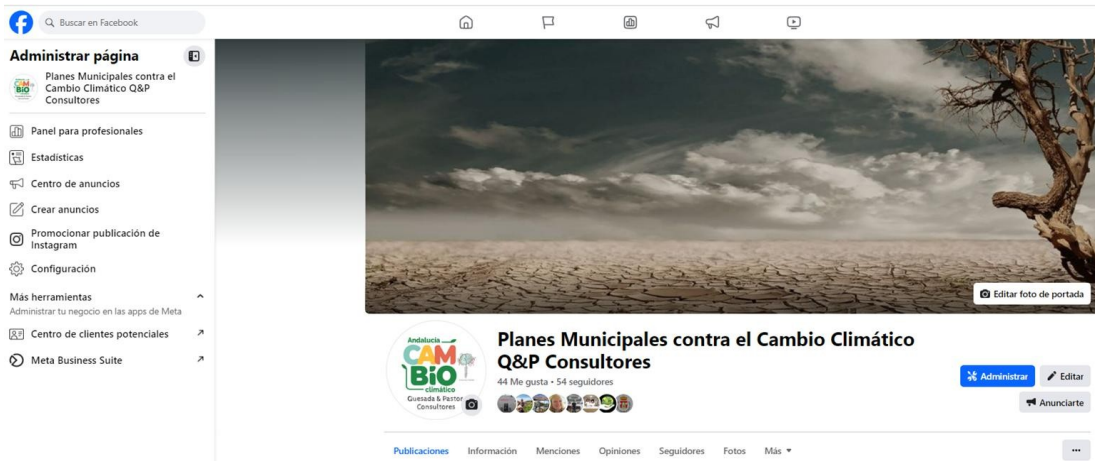 Buscar en Facebook
Administrar página
Planes Municipales contra el
Cambio Climático Q&P
Consultores
Panel para profesionales
Estadísticas
Centro de anuncios
Crear anuncios
Promocionar publicación de
Instagram
Configuración
Más herramientas
Administrar tu negocio en las apps de Meta
Centro de clientes potenciales
Meta Business Suite
Editar foto de portada
Andalucía
CAM
BiO
climático
Quesada & Pastor
Consultores
Planes Municipales contra el Cambio Climático
Q&P Consultores
44 Me gusta • 54 seguidores
Administrar
Editar
Anunciarte
Publicaciones Información Menciones Opiniones Seguidores Fotos Más